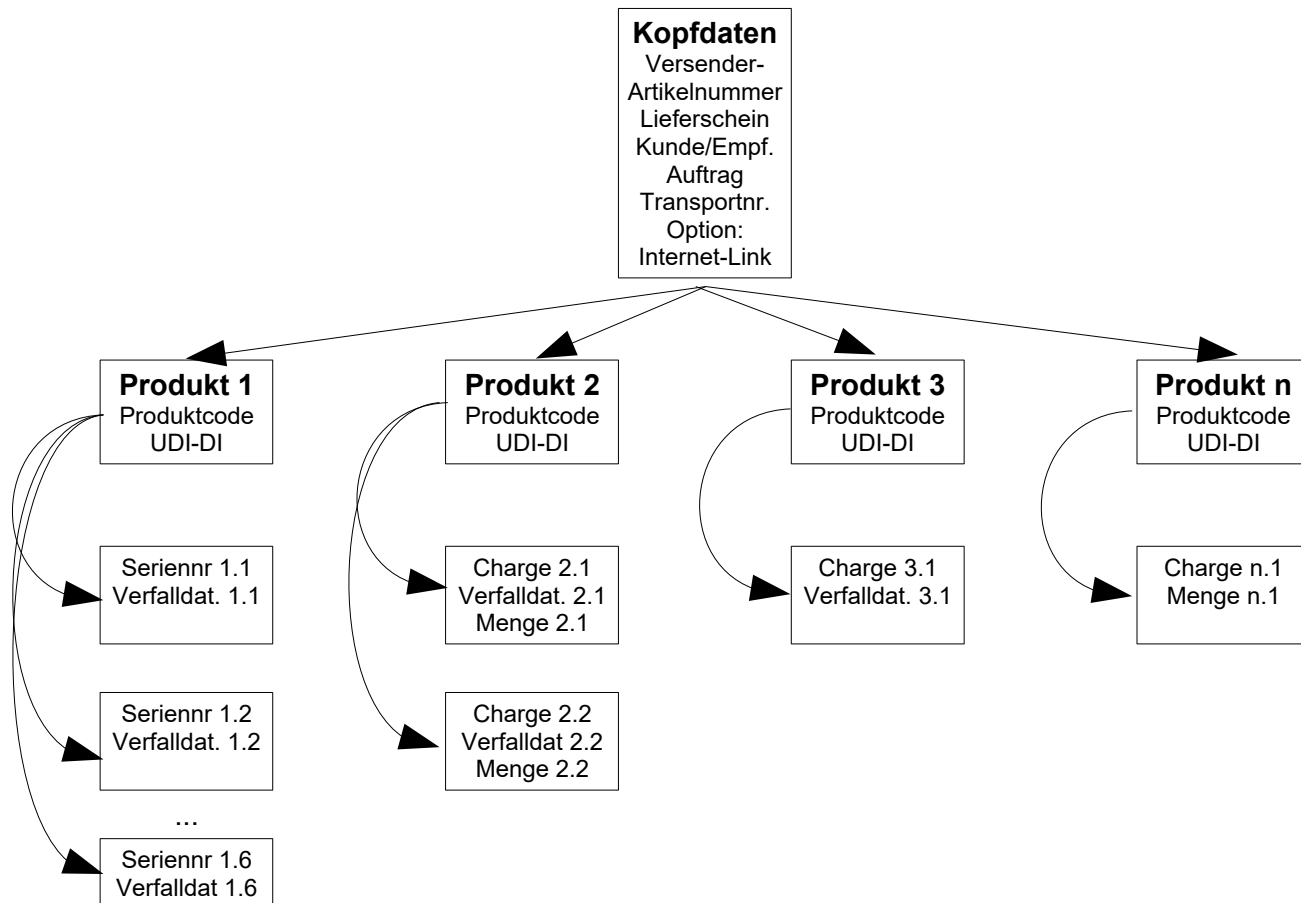 Kopfdaten
Versender-
Artikelnummer
Lieferschein
Kunde/Empf.
Auftrag
Transportnr.
Option:
Internet-Link
Produkt 1
Produktcode
UDI-DI
Produkt 2
Produktcode
UDI-DI
Produkt 3
Produktcode
UDI-DI
Produkt n
Produktcode
UDI-DI
Seriennr 1.1
Verfalldat. 1.1
Charge 2.1
Verfalldat. 2.1
Menge 2.1
Charge 3.1
Verfalldat. 3.1
Charge n.1
Menge n.1
Seriennr 1.2
Verfalldat. 1.2
Charge 2.2
Verfalldat 2.2
Menge 2.2
...
Seriennr 1.6
Verfalldat 1.6